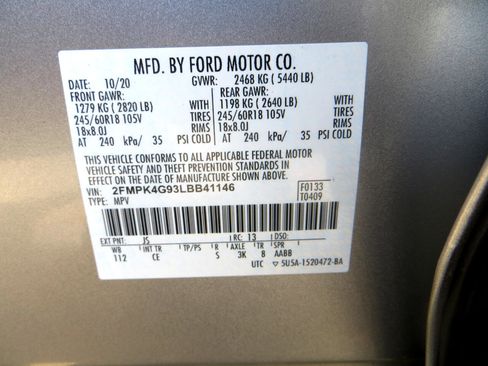 MFD. BY FORD MOTOR CO.
DATE: 10/20 GVWR: 2468 KG (5440 LB)
FRONT GAWR: REAR GAWR:
1279 KG (2820 LB) WITH 1198 KG (2640 LB) WITH
245/60R18 105V TIRES 245/60R18 105V TIRES
18x8.0J RIMS 18x8.0J RIMS
AT 240 kPa/ 35 PSI COLD AT 240 kPa/ 35 PSI COLD
THIS VEHICLE CONFORMS TO ALL APPLICABLE FEDERAL MOTOR
VEHICLE SAFETY AND THEFT PREVENTION STANDARDS IN
EFFECT ON THE DATE OF MANUFACTURE SHOWN ABOVE.
VIN: 2FMPK4G93LBB41146 F0133
TYPE: MPV T0409
EXT PNT: JS RC: 13 DSO:
WB INT TR TP/PS R AXLE TR SPR
112 CE S 3K 8 AABB
UTC ▽ 5U5A-1520472-BA